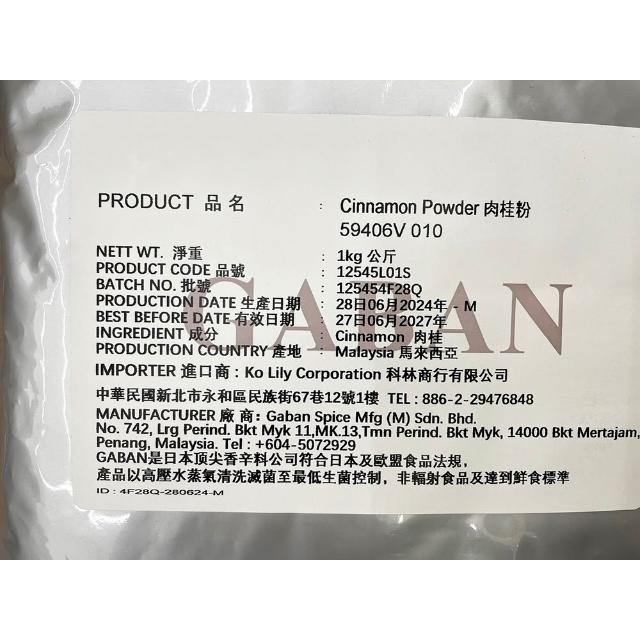 PRODUCT 品名 : Cinnamon Powder 肉桂粉
59406V 010
NETT WT. 淨重 : 1kg 公斤
PRODUCT CODE 品號 : 12545L01S
BATCH NO. 批號 : 125454F28Q
PRODUCTION DATE 生產日期 : 28日06月2024年 - M
BEST BEFORE DATE 有效日期 : 27日06月2027年
INGREDIENT 成分 : Cinnamon 肉桂
PRODUCTION COUNTRY 產地 : Malaysia 馬來西亞
GABAN
IMPORTER 進口商 : Ko Lily Corporation 科林商行有限公司
中華民國新北市永和區民族街67巷12號1樓 TEL : 886-2-29476848
MANUFACTURER 廠商 : Gaban Spice Mfg (M) Sdn. Bhd.
No. 742, Lrg Perind. Bkt Myk 11,MK.13,Tmn Perind. Bkt Myk, 14000 Bkt Mertajam,
Penang, Malaysia. Tel : +604-5072929
GABAN是日本頂尖香辛料公司符合日本及歐盟食品法規,
產品以高壓水蒸氣清洗滅菌至最低生菌控制, 非輻射食品及達到鮮食標準
ID : 4F28Q-280624-M